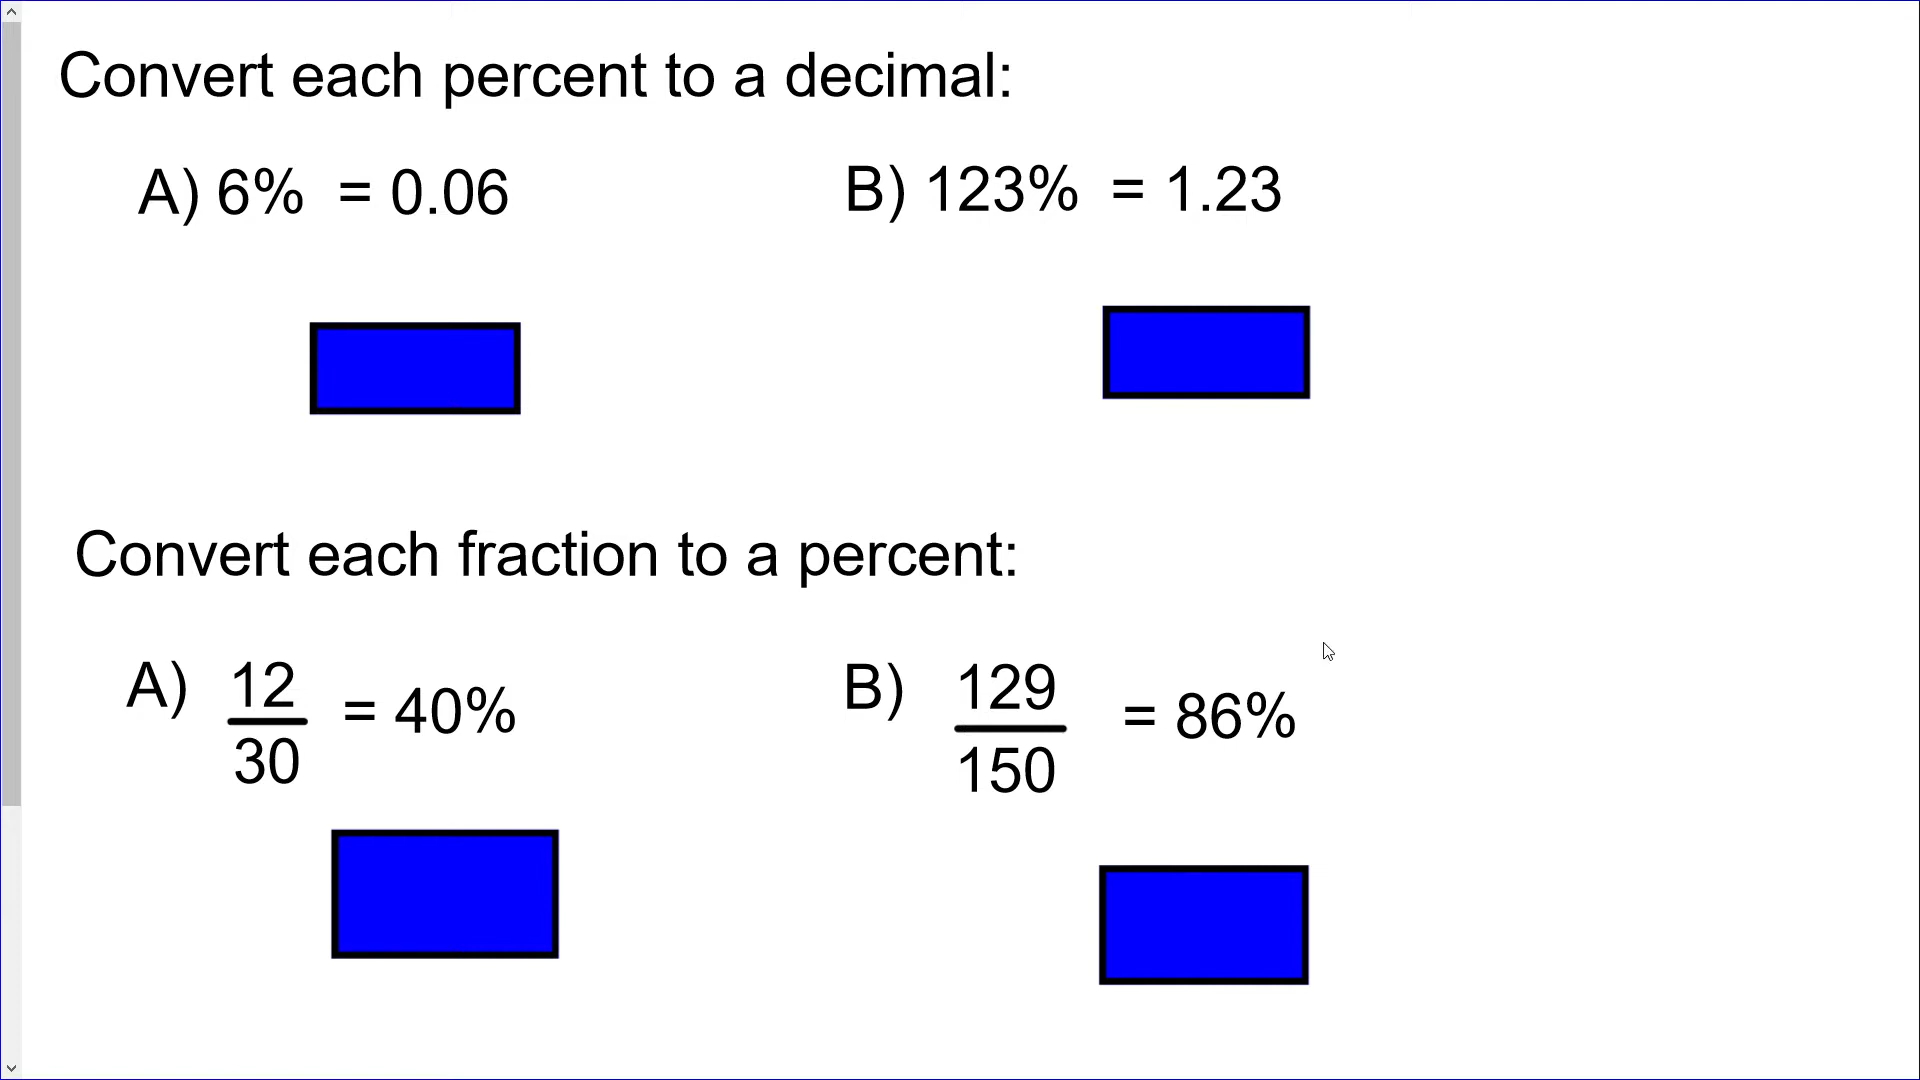 Convert each percent to a decimal:
A) 6% = 0.06
B) 123% = 1.23
Convert each fraction to a percent:
A) 12/30 = 40%
B) 129/150 = 86%